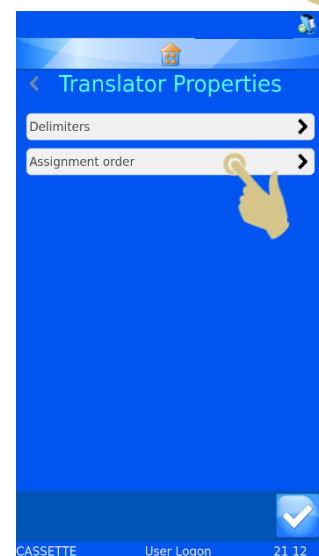 Translator Properties
Delimiters
Assignment order
CASSETTE User Logon 21 12